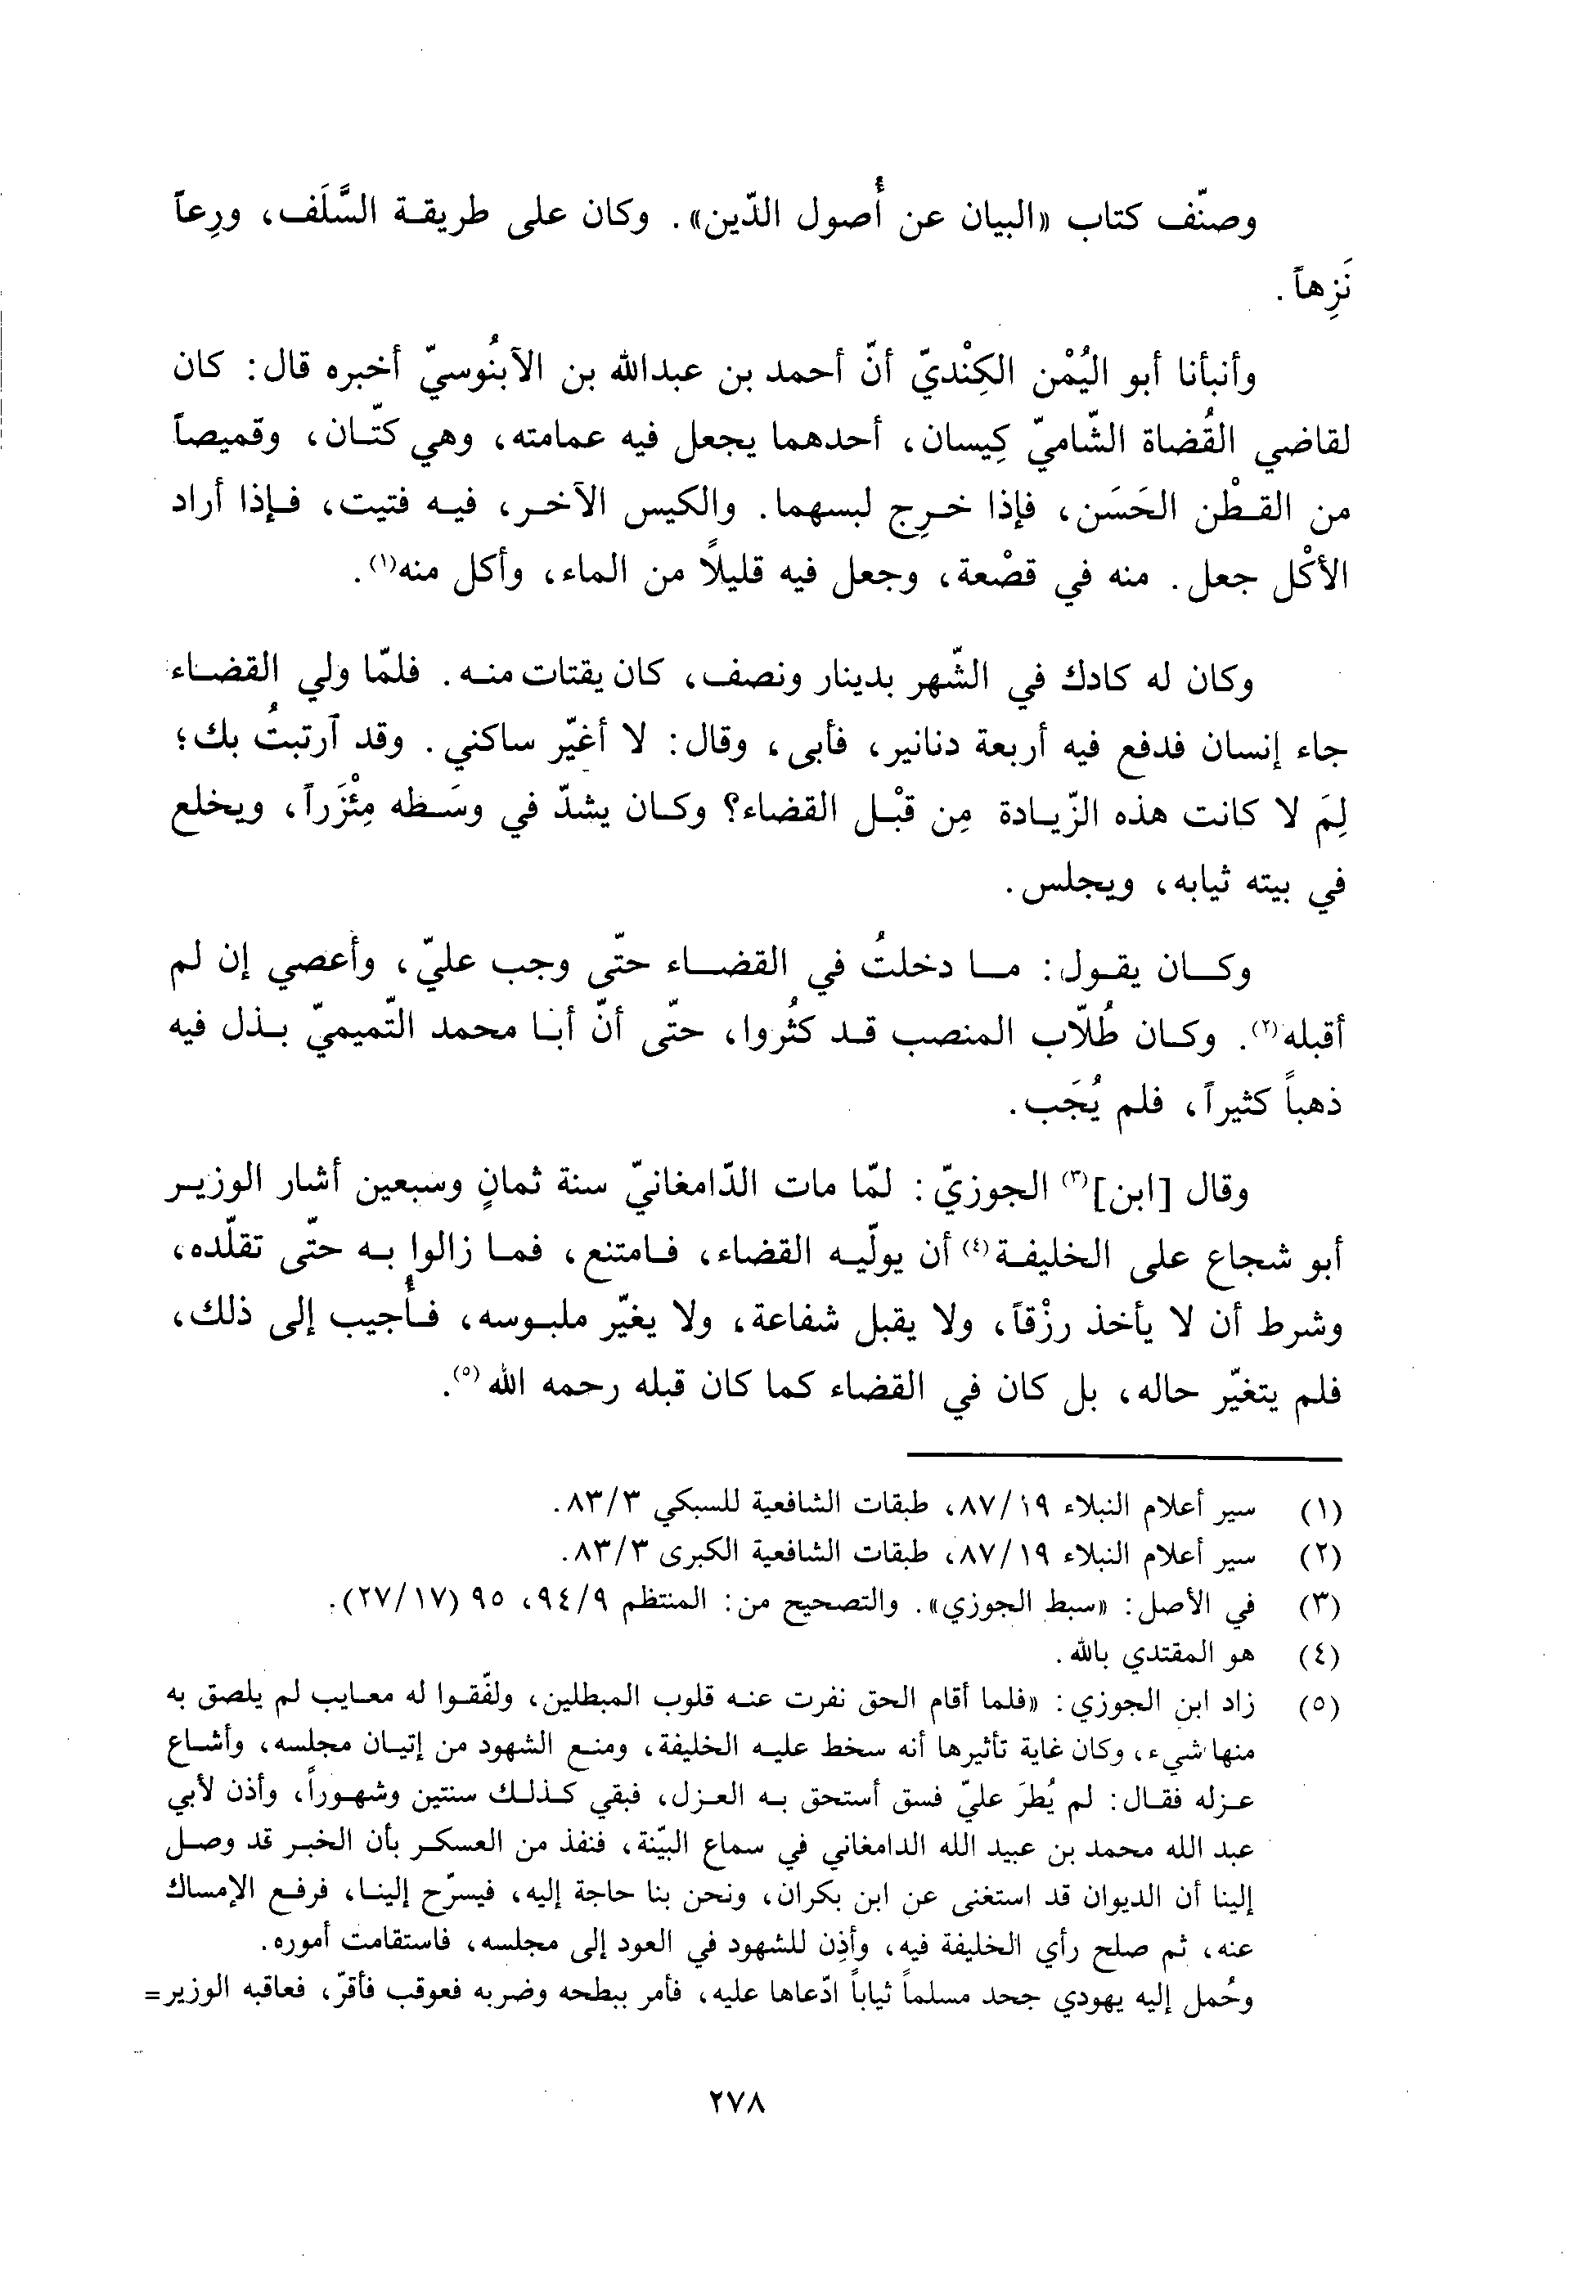 وصنّف كتاب «البيان عن أُصول الدّين». وكان على طريقة السَّلَف، ورِعاً
نَزِهاً.
وأنبأنا أبو اليُمْن الكِنْديّ أنّ أحمد بن عبدالله بن الآبنُوسيّ أخبره قال: كان
لقاضي القُضاة الشّاميّ كِيسان، أحدهما يجعل فيه عمامته، وهي كتّان، وقميصاً
من القطْن الحَسَن، فإذا خرِج لبسهما. والكيس الآخر، فيه فتيت، فإذا أراد
الأكْل جعل. منه في قصْعة، وجعل فيه قليلاً من الماء، وأكل منه(١).
وكان له كادك في الشّهر بدينار ونصف، كان يقتات منه. فلمّا ولي القضاء
جاء إنسان فدفع فيه أربعة دنانير، فأبى، وقال: لا أغيّر ساكني. وقد آرتبتُ بك؛
لِمَ لا كانت هذه الزّيادة مِن قبْل القضاء؟ وكان يشدّ في وسَطه مِئْزَراً، ويخلع
في بيته ثيابه، ويجلس.
وكان يقول: ما دخلتُ في القضاء حتّى وجب عليّ، وأعصي إن لم
أقبله(٢). وكان طُلّاب المنصب قد كثُروا، حتّى أنّ أبا محمد التّميميّ بذل فيه
ذهباً كثيراً، فلم يُجَب.
وقال [ابن](٣) الجوزيّ: لمّا مات الدّامغانيّ سنة ثمانٍ وسبعين أشار الوزير
أبو شجاع على الخليفة(٤) أن يولّيه القضاء، فامتنع، فما زالوا به حتّى تقلّده،
وشرط أن لا يأخذ رزْقاً، ولا يقبل شفاعة، ولا يغيّر ملبوسه، فأُجيب إلى ذلك،
فلم يتغيّر حاله، بل كان في القضاء كما كان قبله رحمه الله(٥).
(١) سير أعلام النبلاء ٨٧/١٩، طبقات الشافعية للسبكي ٨٣/٣.
(٢) سير أعلام النبلاء ٨٧/١٩، طبقات الشافعية الكبرى ٨٣/٣.
(٣) في الأصل: «سبط الجوزي». والتصحيح من: المنتظم ٩٤/٩، ٩٥ (٢٧/١٧).
(٤) هو المقتدي بالله.
(٥) زاد ابن الجوزي: «فلما أقام الحق نفرت عنه قلوب المبطلين، ولفّقوا له معايب لم يلصق به
منها شيء، وكان غاية تأثيرها أنه سخط عليه الخليفة، ومنع الشهود من إتيان مجلسه، وأشاع
عزله فقال: لم يُطرَ عليّ فسق أستحق به العزل، فبقي كذلك سنتين وشهوراً، وأذن لأبي
عبد الله محمد بن عبيد الله الدامغاني في سماع البيّنة، فنفذ من العسكر بأن الخبر قد وصل
إلينا أن الديوان قد استغنى عن ابن بكران، ونحن بنا حاجة إليه، فيسرّح إلينا، فرفع الإمساك
عنه، ثم صلح رأي الخليفة فيه، وأذِن للشهود في العود إلى مجلسه، فاستقامت أموره.
وحُمل إليه يهودي جحد مسلماً ثياباً ادّعاها عليه، فأمر ببطحه وضربه فعوقب فأقرّ، فعاقبه الوزير=
٢٧٨